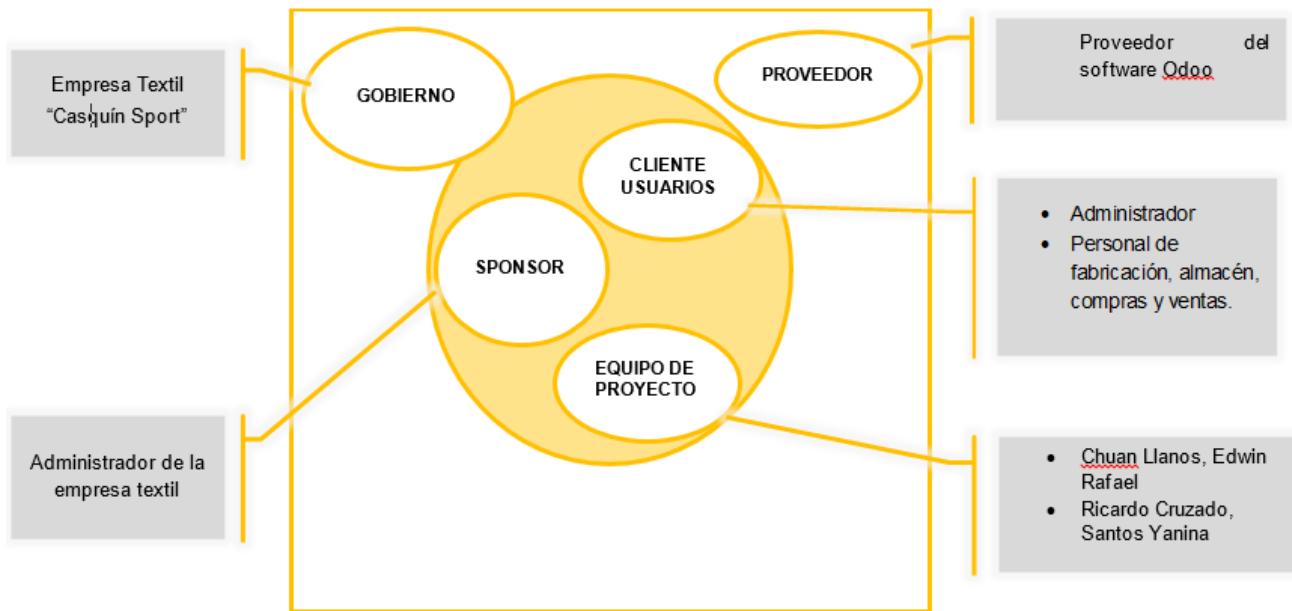 Empresa Textil
“Casquín Sport”
GOBIERNO
PROVEEDOR
Proveedor del
software Odoo
CLIENTE
USUARIOS
• Administrador
• Personal de
fabricación, almacén,
compras y ventas.
SPONSOR
EQUIPO DE
PROYECTO
Administrador de la
empresa textil
• Chuan Llanos, Edwin
Rafael
• Ricardo Cruzado,
Santos Yanina